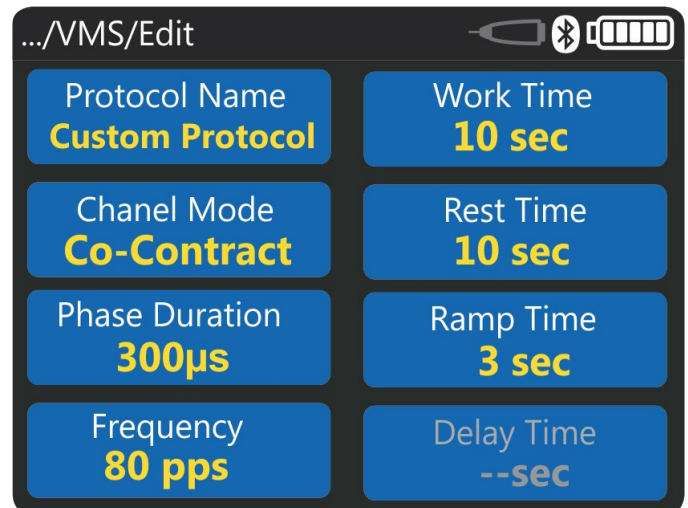 .../VMS/Edit
Protocol Name
Custom Protocol
Work Time
10 sec
Chanel Mode
Co-Contract
Rest Time
10 sec
Phase Duration
300µs
Ramp Time
3 sec
Frequency
80 pps
Delay Time
--sec